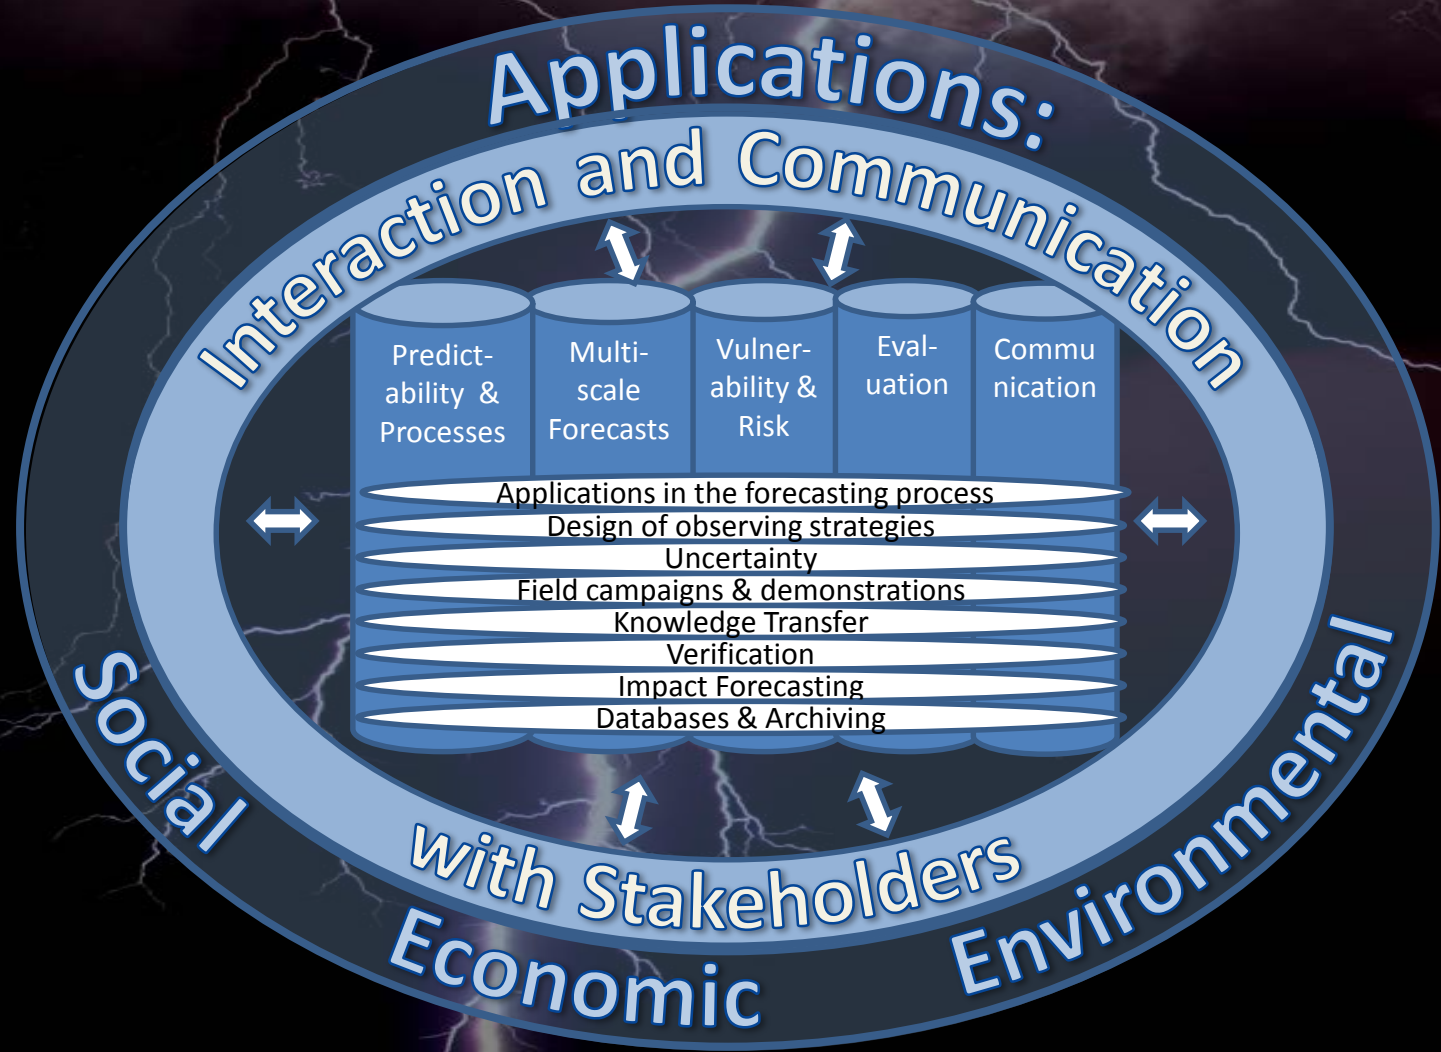 Applications:
Interaction and Communication
Predict-
ability &
Processes
Multi-
scale
Forecasts
Vulner-
ability &
Risk
Eval-
uation
Commu
nication
Applications in the forecasting process
Design of observing strategies
Uncertainty
Field campaigns & demonstrations
Knowledge Transfer
Verification
Impact Forecasting
Databases & Archiving
with Stakeholders
Social
Economic
Environmental